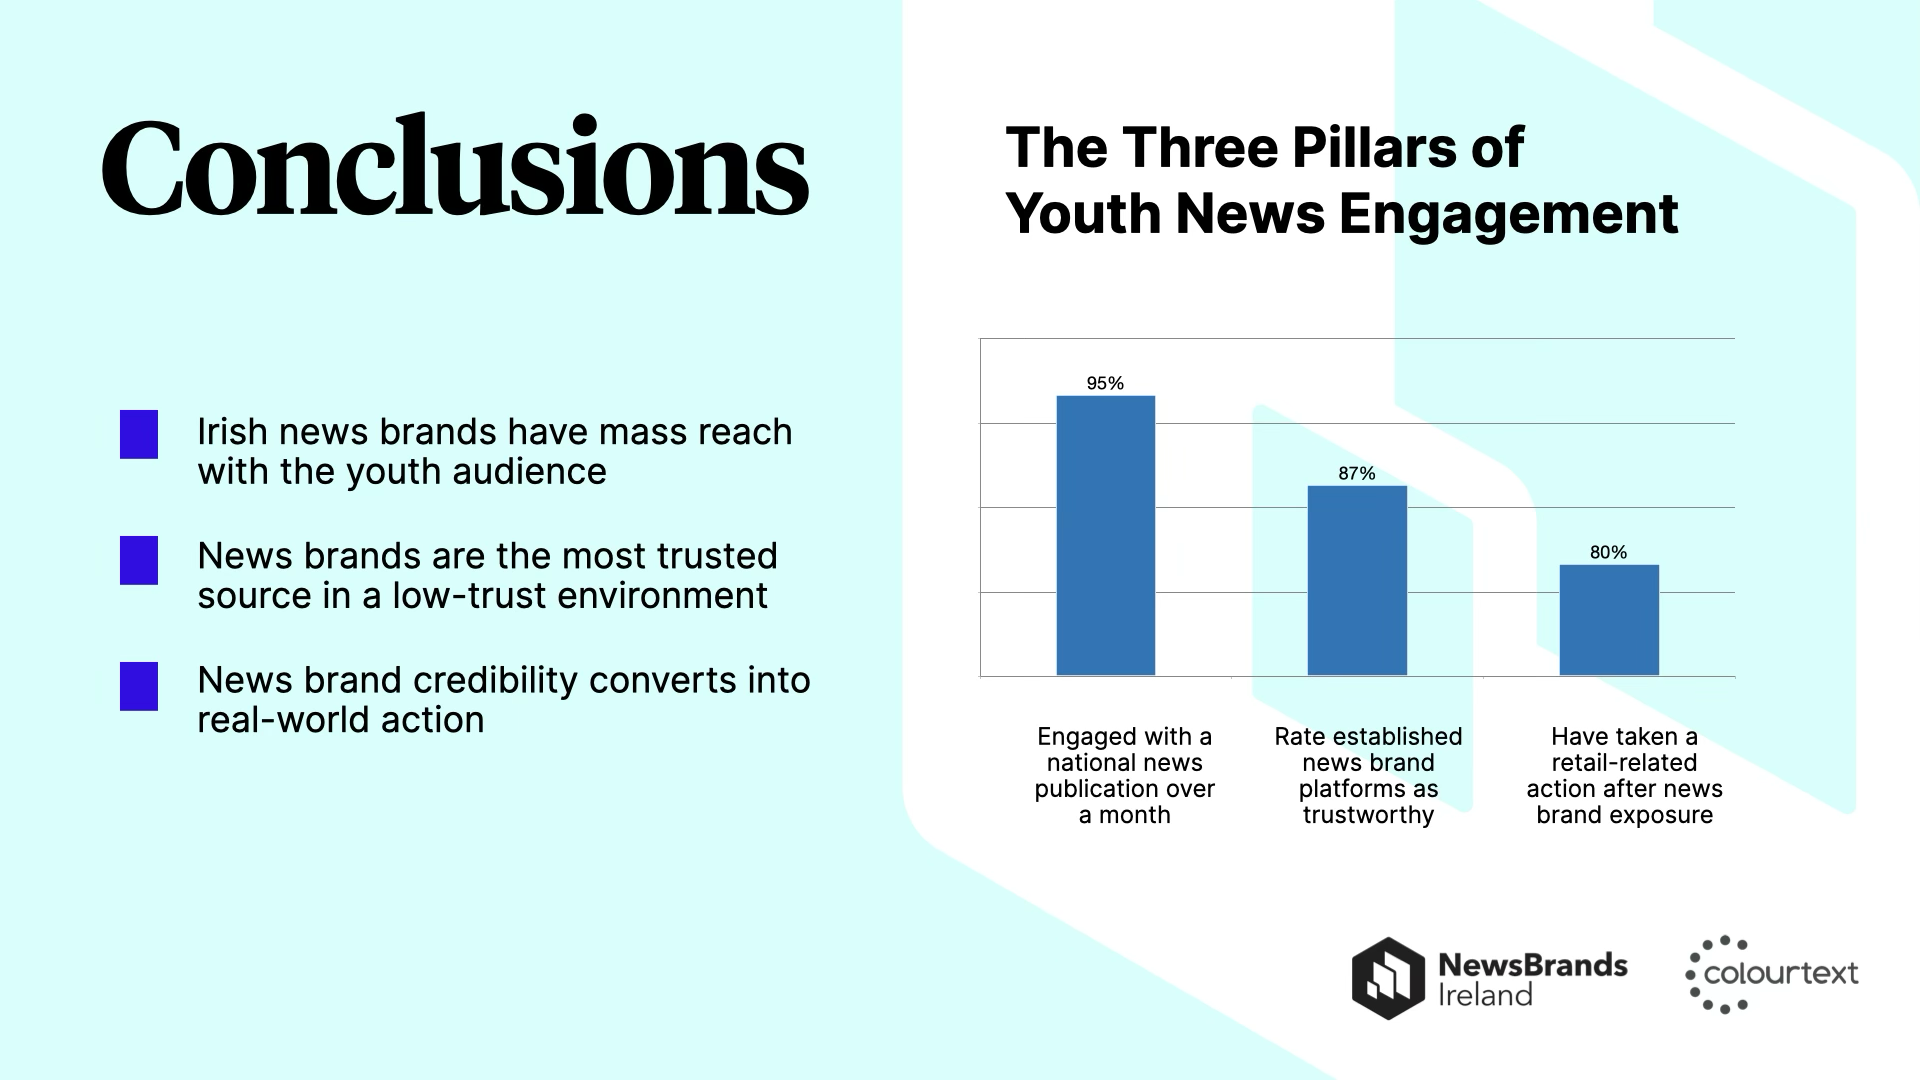 Conclusions
Irish news brands have mass reach
with the youth audience
News brands are the most trusted
source in a low-trust environment
News brand credibility converts into
real-world action
The Three Pillars of
Youth News Engagement
95%
87%
80%
Engaged with a
national news
publication over
a month
Rate established
news brand
platforms as
trustworthy
Have taken a
retail-related
action after news
brand exposure
NewsBrands
Ireland
colourtext